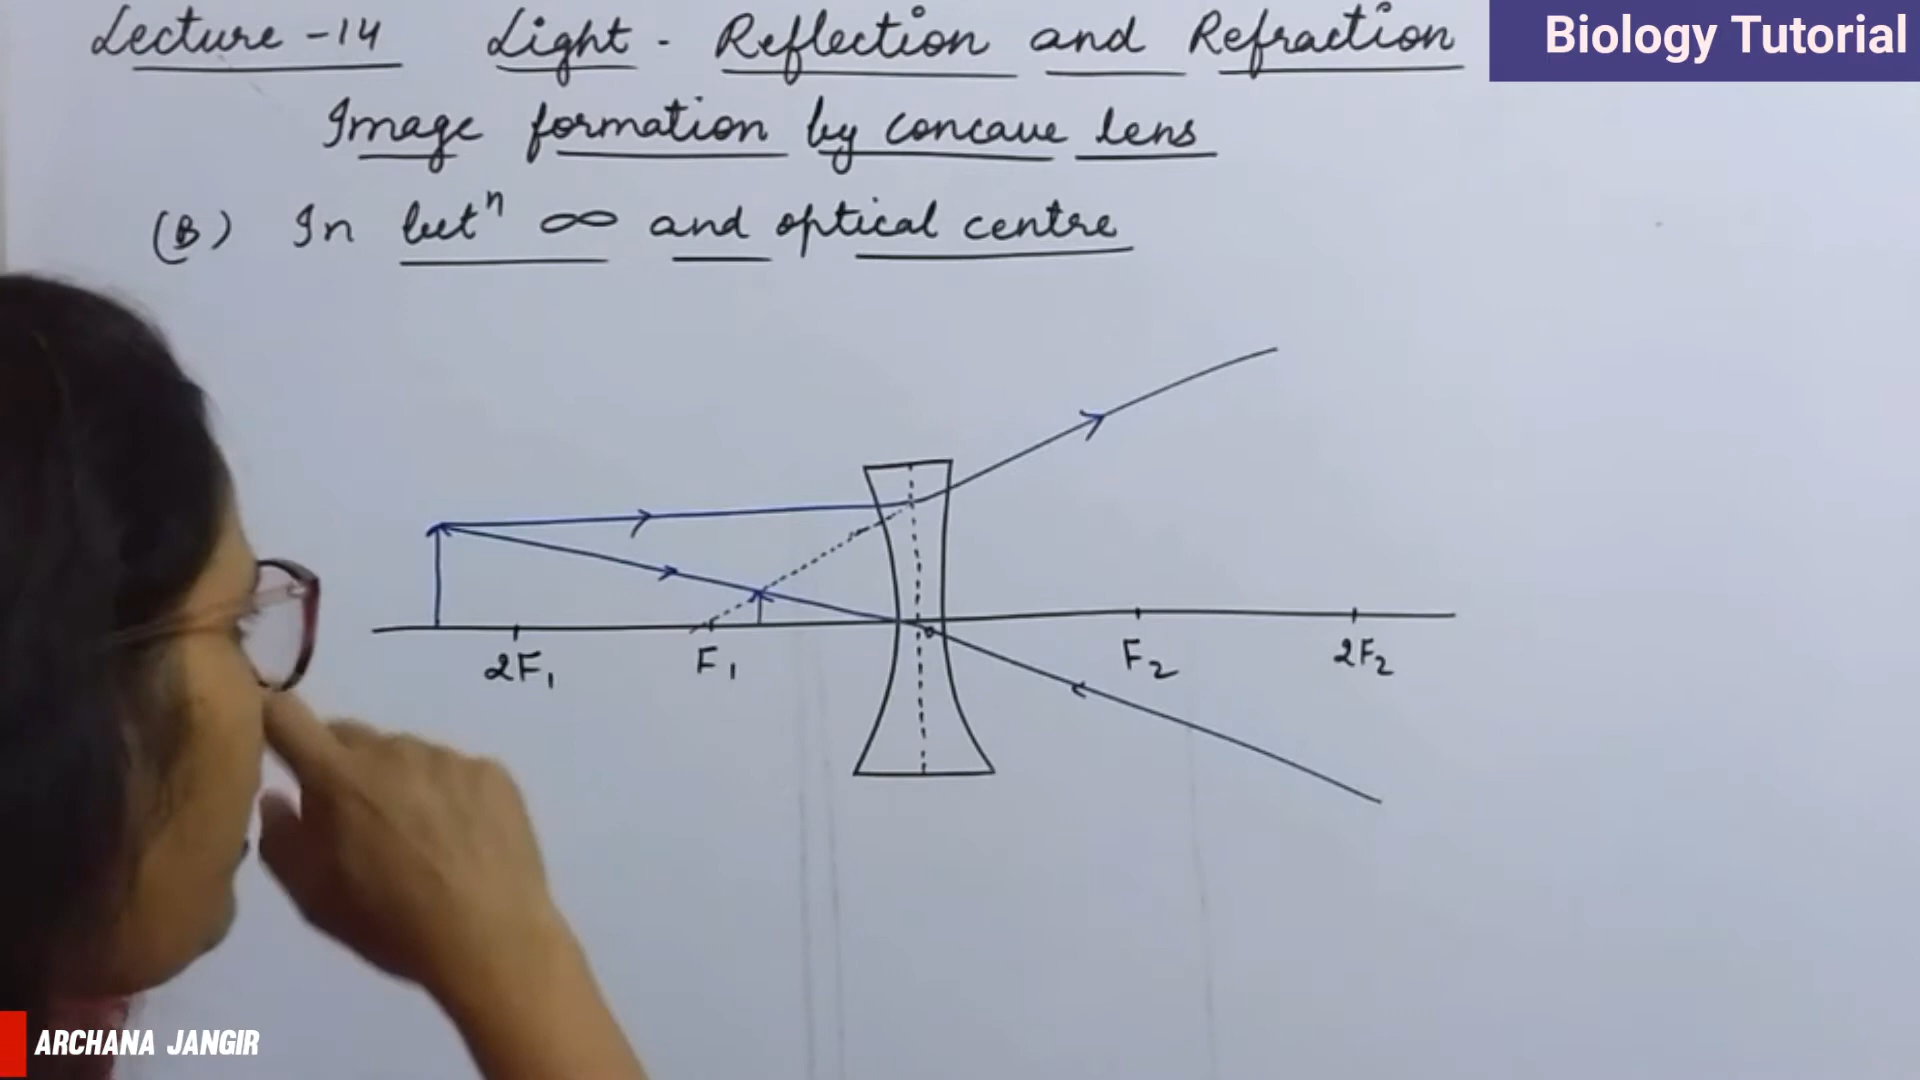 Lecture -14 Light - Reflection and Refraction
Biology Tutorial
Image formation by concave lens
(B) In betⁿ ∞ and optical centre
2F₁ F₁ F₂ 2F₂
ARCHANA JANGIR